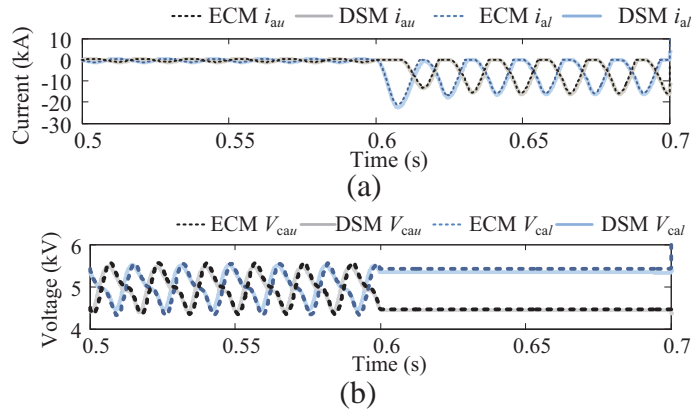 ECM iau DSM iau ECM ial DSM ial
10
0
-10
-20
-30
Current (kA)
0.5 0.55 0.6 0.65 0.7
Time (s)
(a)
ECM Vcau DSM Vcau ECM Vcal DSM Vcal
6
5
4
Voltage (kV)
0.5 0.55 0.6 0.65 0.7
Time (s)
(b)